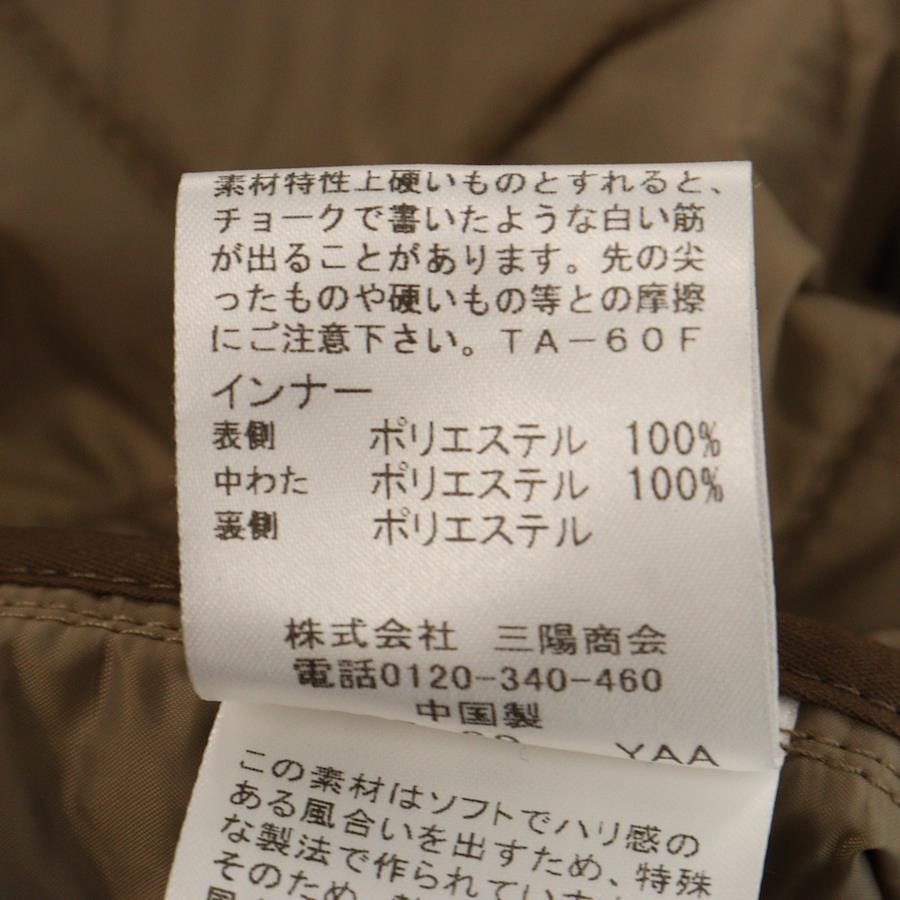 素材特性上硬いものとすれると、
チョークで書いたような白い筋
が出ることがあります。先の尖
ったものや硬いもの等との摩擦
にご注意下さい。TA-60F
インナー
表側 ポリエステル 100%
中わた ポリエステル 100%
裏側 ポリエステル
株式会社 三陽商会
電話0120-340-460
中国製
YAA
この素材はソフトでハリ感の
ある風合いを出すため、特殊
な製法で作られていま
そのため、